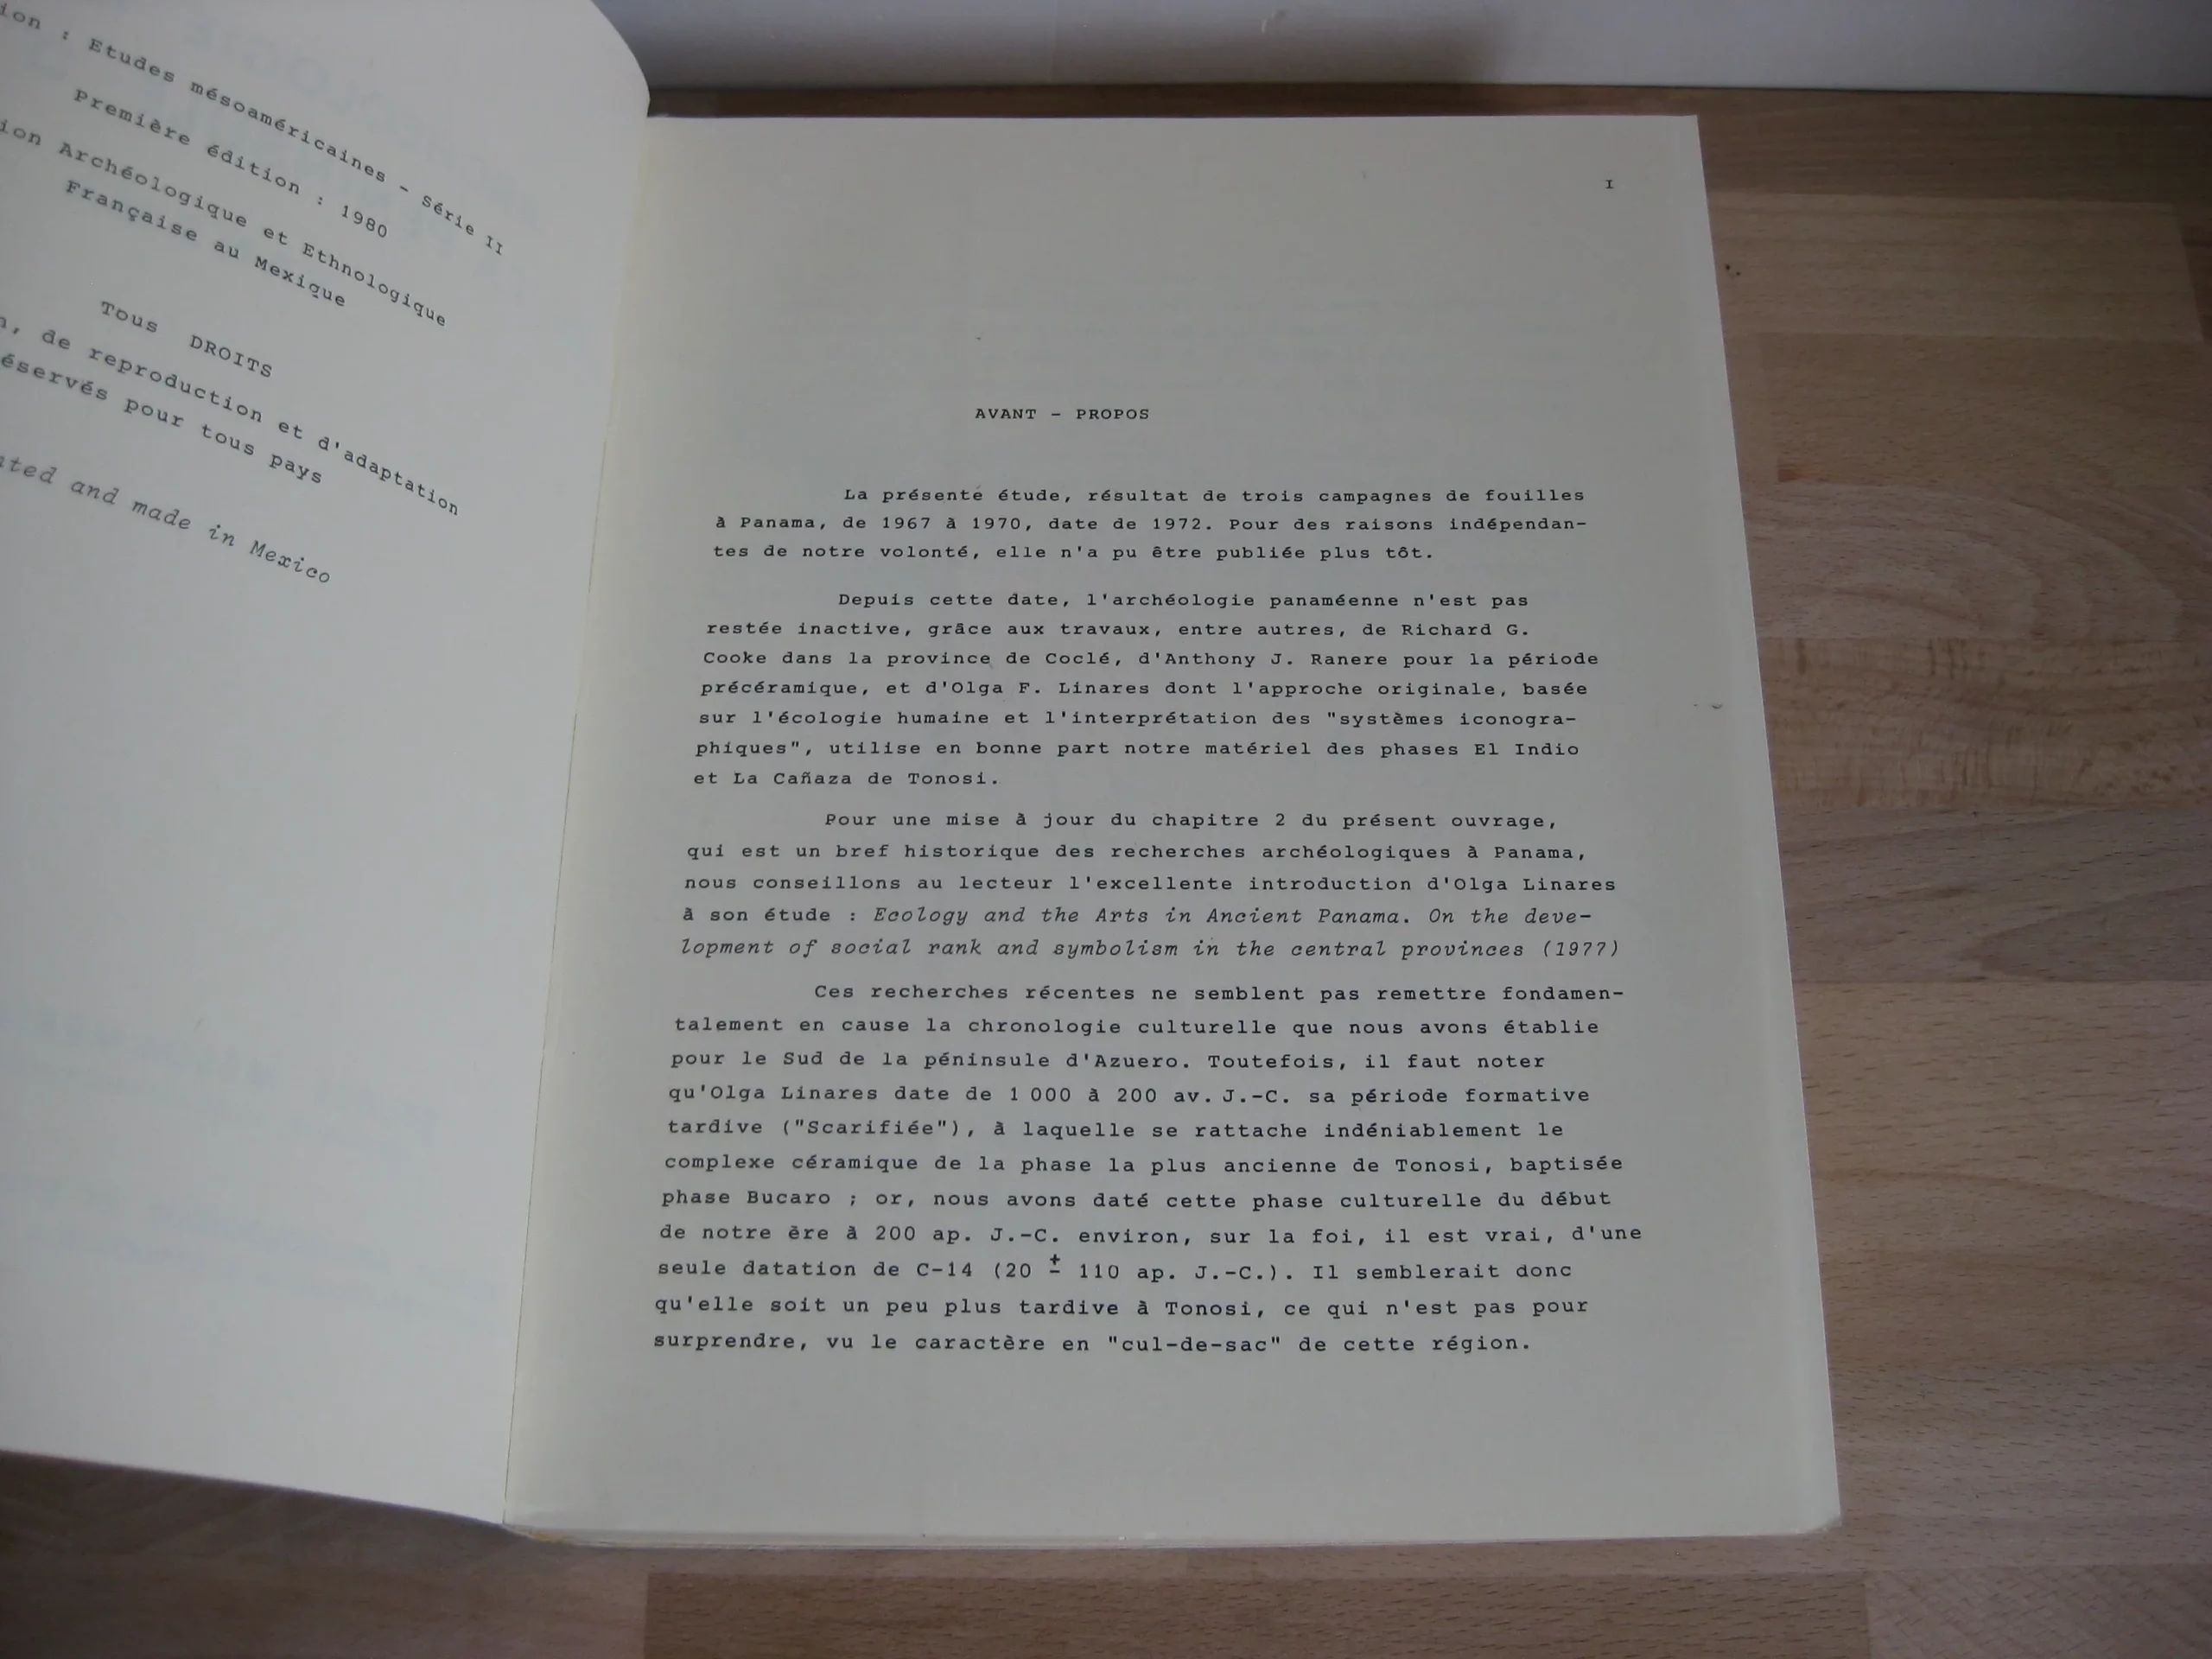 : Etudes mésoaméricaines - Série II
Première édition : 1980
Archéologique et Ethnologique
Française au Mexique
Tous DROITS
de reproduction et d'adaptation
pour tous pays
and made in Mexico
I
AVANT - PROPOS
La présente étude, résultat de trois campagnes de fouilles
à Panama, de 1967 à 1970, date de 1972. Pour des raisons indépendan-
tes de notre volonté, elle n'a pu être publiée plus tôt.
Depuis cette date, l'archéologie panaméenne n'est pas
restée inactive, grâce aux travaux, entre autres, de Richard G.
Cooke dans la province de Coclé, d'Anthony J. Ranere pour la période
précéramique, et d'Olga F. Linares dont l'approche originale, basée
sur l'écologie humaine et l'interprétation des "systèmes iconogra-
phiques", utilise en bonne part notre matériel des phases El Indio
et La Cañaza de Tonosi.
Pour une mise à jour du chapitre 2 du présent ouvrage,
qui est un bref historique des recherches archéologiques à Panama,
nous conseillons au lecteur l'excellente introduction d'Olga Linares
à son étude : Ecology and the Arts in Ancient Panama. On the deve-
lopment of social rank and symbolism in the central provinces (1977)
Ces recherches récentes ne semblent pas remettre fondamen-
talement en cause la chronologie culturelle que nous avons établie
pour le Sud de la péninsule d'Azuero. Toutefois, il faut noter
qu'Olga Linares date de 1 000 à 200 av. J.-C. sa période formative
tardive ("Scarifiée"), à laquelle se rattache indéniablement le
complexe céramique de la phase la plus ancienne de Tonosi, baptisée
phase Bucaro ; or, nous avons daté cette phase culturelle du début
de notre ère à 200 ap. J.-C. environ, sur la foi, il est vrai, d'une
seule datation de C-14 (20 ± 110 ap. J.-C.). Il semblerait donc
qu'elle soit un peu plus tardive à Tonosi, ce qui n'est pas pour
surprendre, vu le caractère en "cul-de-sac" de cette région.